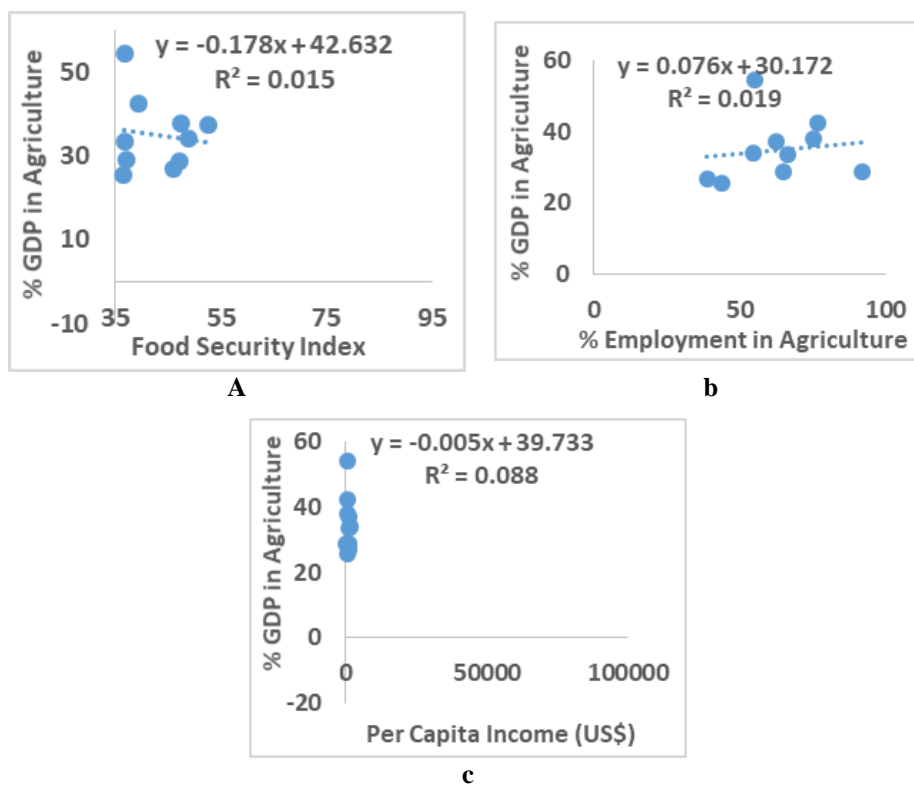 y = -0.178x + 42.632
R² = 0.015
% GDP in Agriculture
50
30
10
-10
35 55 75 95
Food Security Index
A
y = 0.076x + 30.172
R² = 0.019
% GDP in Agriculture
60
40
20
0
0 50 100
% Employment in Agriculture
b
y = -0.005x + 39.733
R² = 0.088
% GDP in Agriculture
60
40
20
0
-20
0 50000 100000
Per Capita Income (US$)
c